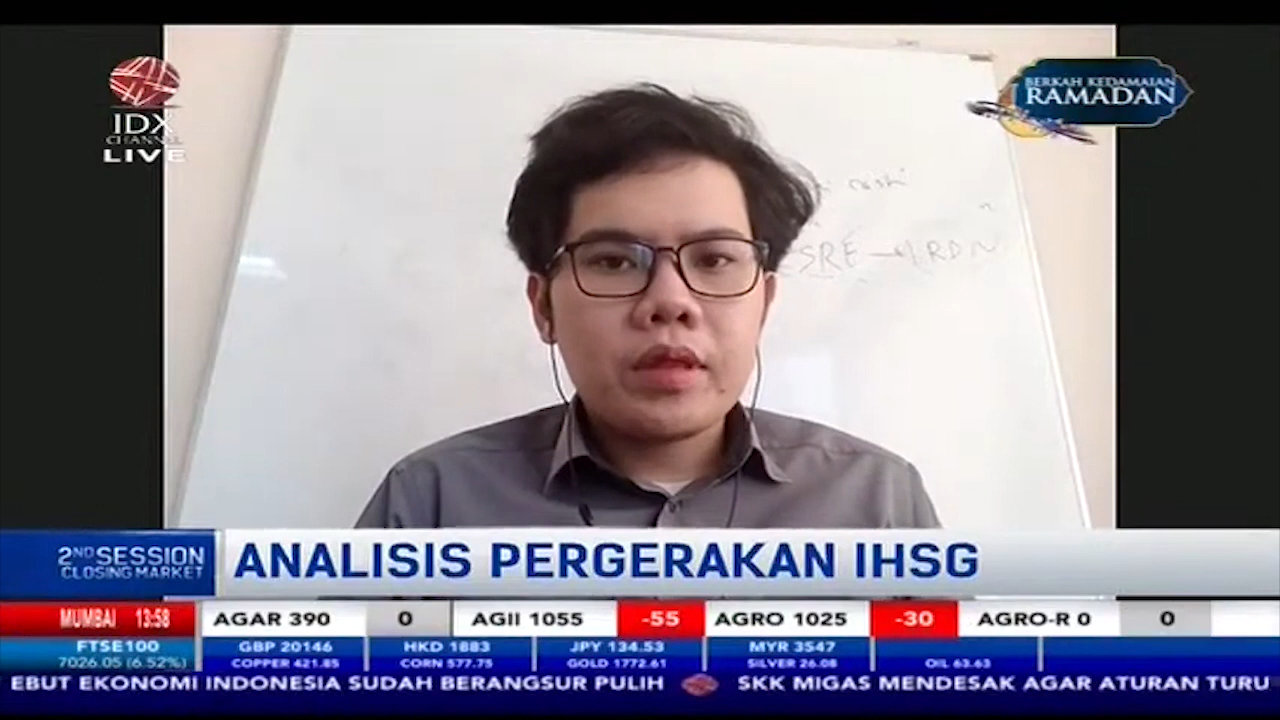 IDX
CHANNEL
LIVE
BERKAH KEDAMAIAN
RAMADAN
2ND SESSION
CLOSING MARKET
ANALISIS PERGERAKAN IHSG
MUMBAI 13:58 AGAR 390 0 AGII 1055 -55 AGRO 1025 -30 AGRO-R 0 0
FTSE100 GBP 20146 HKD 1883 JPY 134.53 MYR 3547
7026.05 (6.52%) COPPER 421.85 CORN 577.75 GOLD 1772.61 SILVER 26.08 OIL 63.63
EBUT EKONOMI INDONESIA SUDAH BERANGSUR PULIH SKK MIGAS MENDESAK AGAR ATURAN TURU